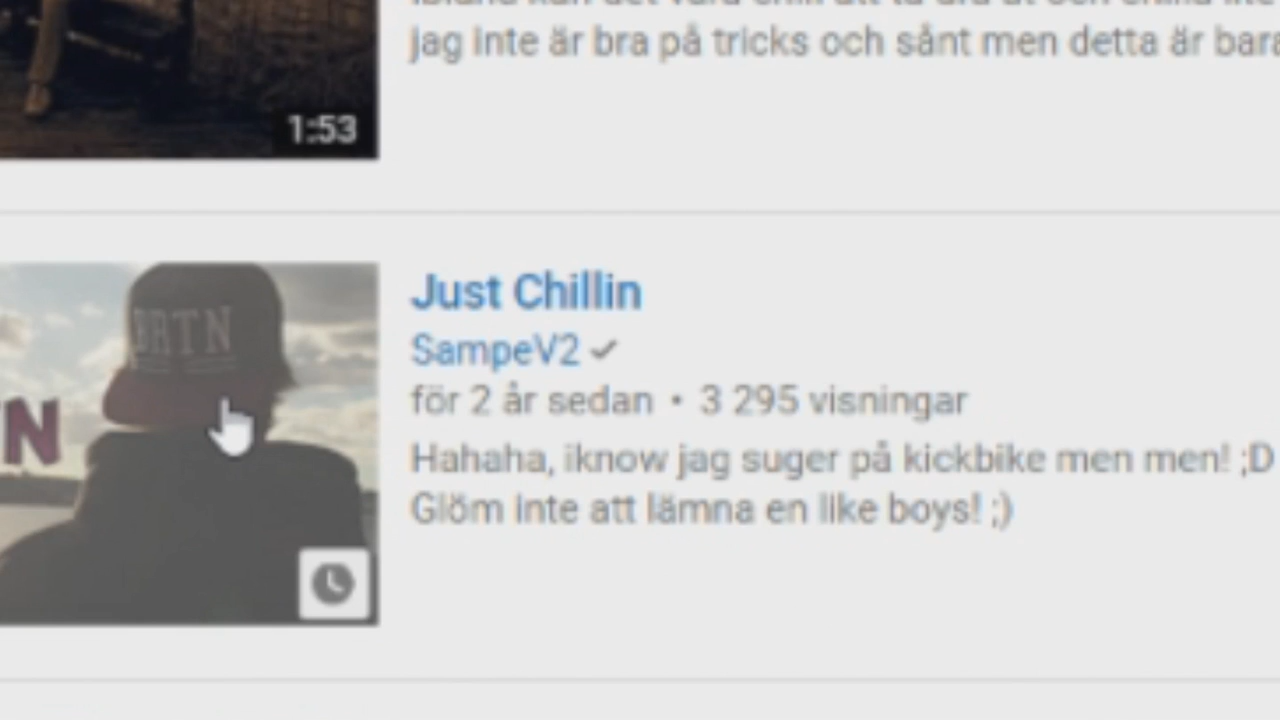 jag inte är bra på tricks och sånt men detta är bara
1:53
Just Chillin
SampeV2
för 2 år sedan • 3 295 visningar
Hahaha, iknow jag suger på kickbike men men! ;D
Glöm inte att lämna en like boys! ;)
BRTN
N